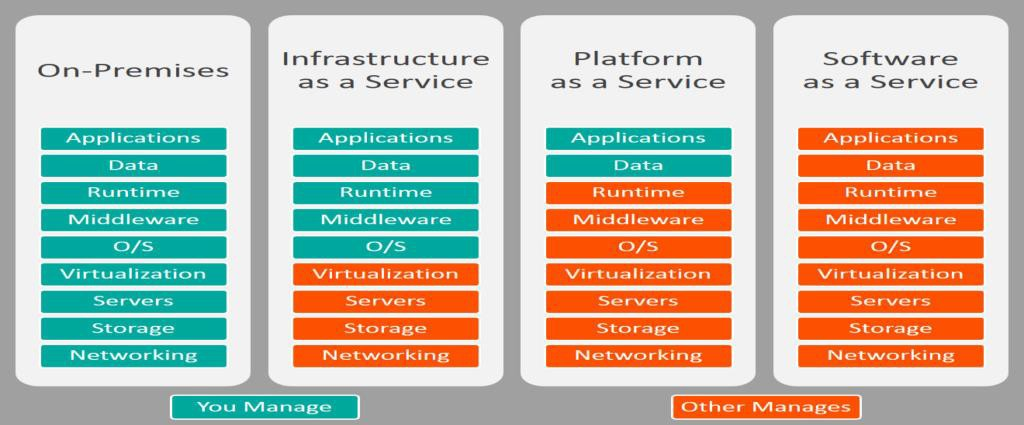 On-Premises
Applications
Data
Runtime
Middleware
O/S
Virtualization
Servers
Storage
Networking
Infrastructure
as a Service
Applications
Data
Runtime
Middleware
O/S
Virtualization
Servers
Storage
Networking
Platform
as a Service
Applications
Data
Runtime
Middleware
O/S
Virtualization
Servers
Storage
Networking
Software
as a Service
Applications
Data
Runtime
Middleware
O/S
Virtualization
Servers
Storage
Networking
You Manage
Other Manages